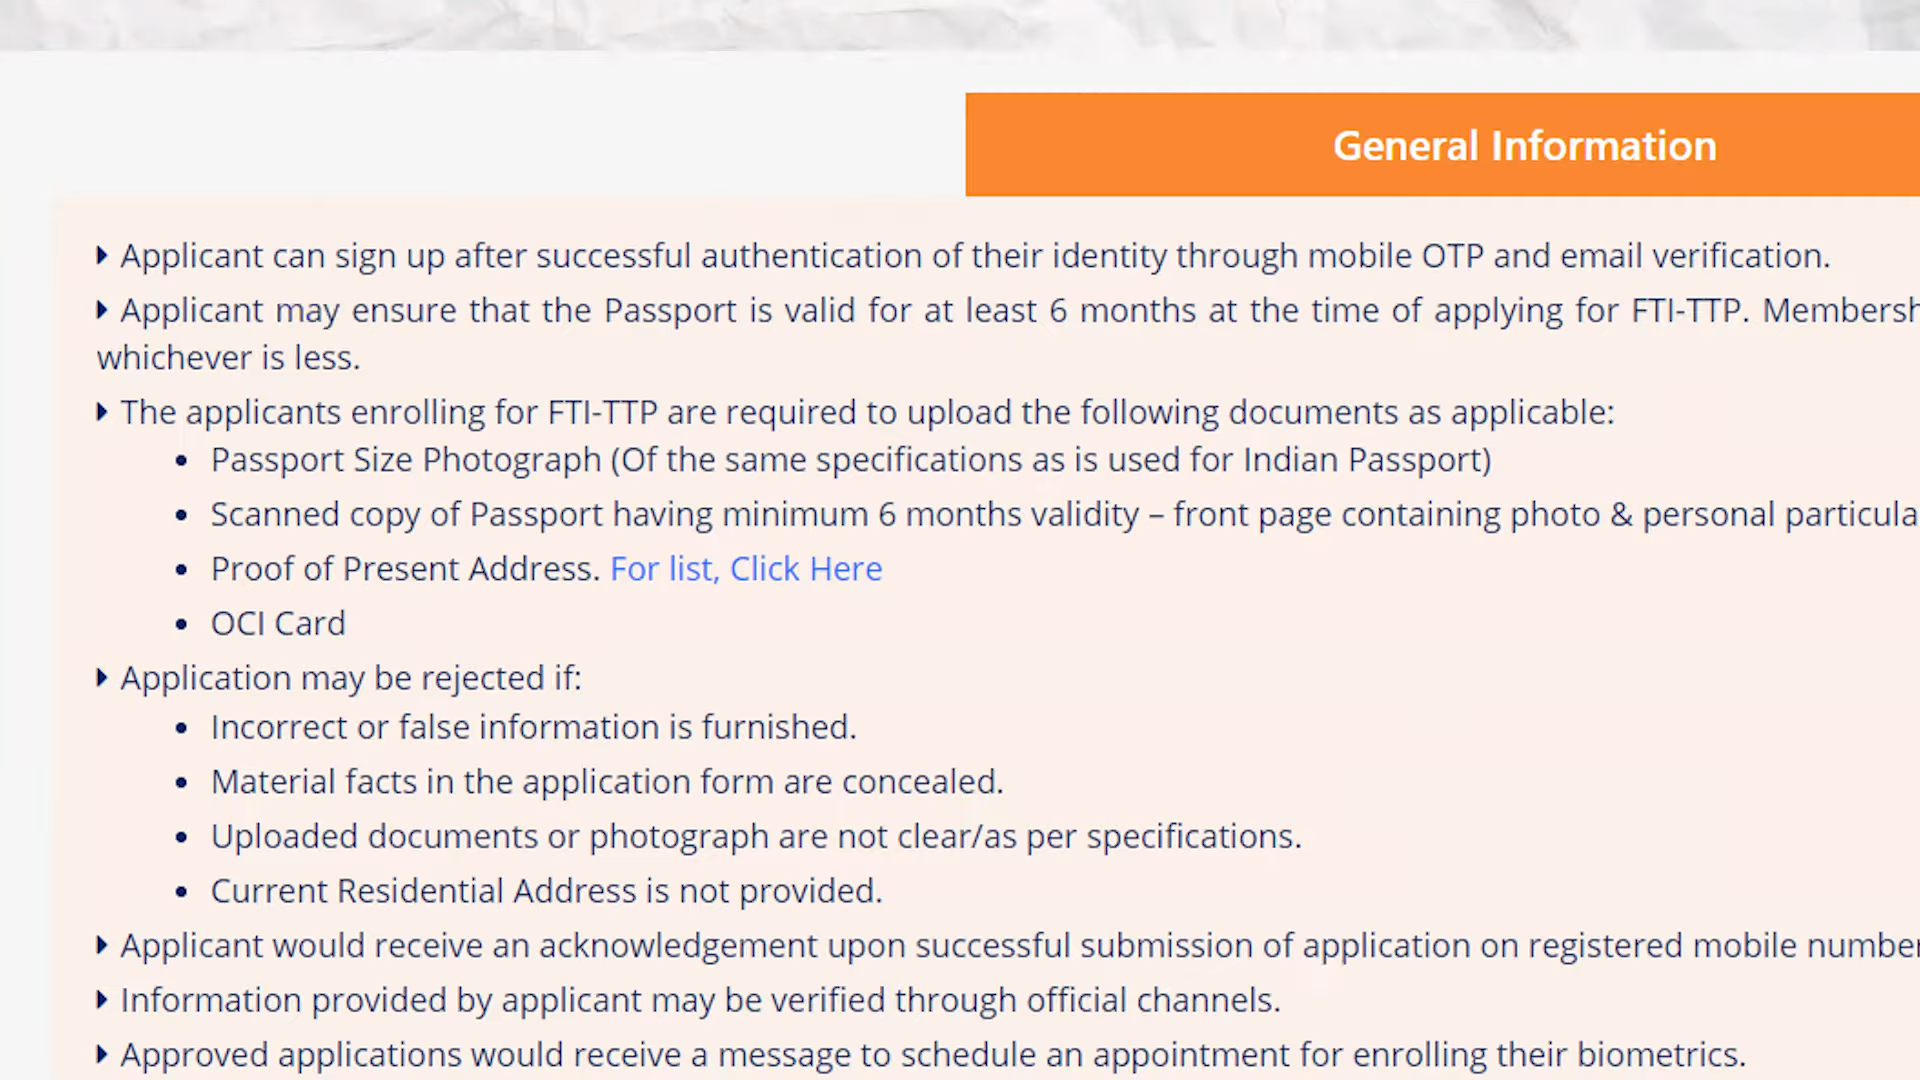 General Information
Applicant can sign up after successful authentication of their identity through mobile OTP and email verification.
Applicant may ensure that the Passport is valid for at least 6 months at the time of applying for FTI-TTP.
whichever is less.
The applicants enrolling for FTI-TTP are required to upload the following documents as applicable:
Passport Size Photograph (Of the same specifications as is used for Indian Passport)
Scanned copy of Passport having minimum 6 months validity – front page containing photo & personal
Proof of Present Address. For list, Click Here
OCI Card
Application may be rejected if:
Incorrect or false information is furnished.
Material facts in the application form are concealed.
Uploaded documents or photograph are not clear/as per specifications.
Current Residential Address is not provided.
Applicant would receive an acknowledgement upon successful submission of application on registered mobile number
Information provided by applicant may be verified through official channels.
Approved applications would receive a message to schedule an appointment for enrolling their biometrics.